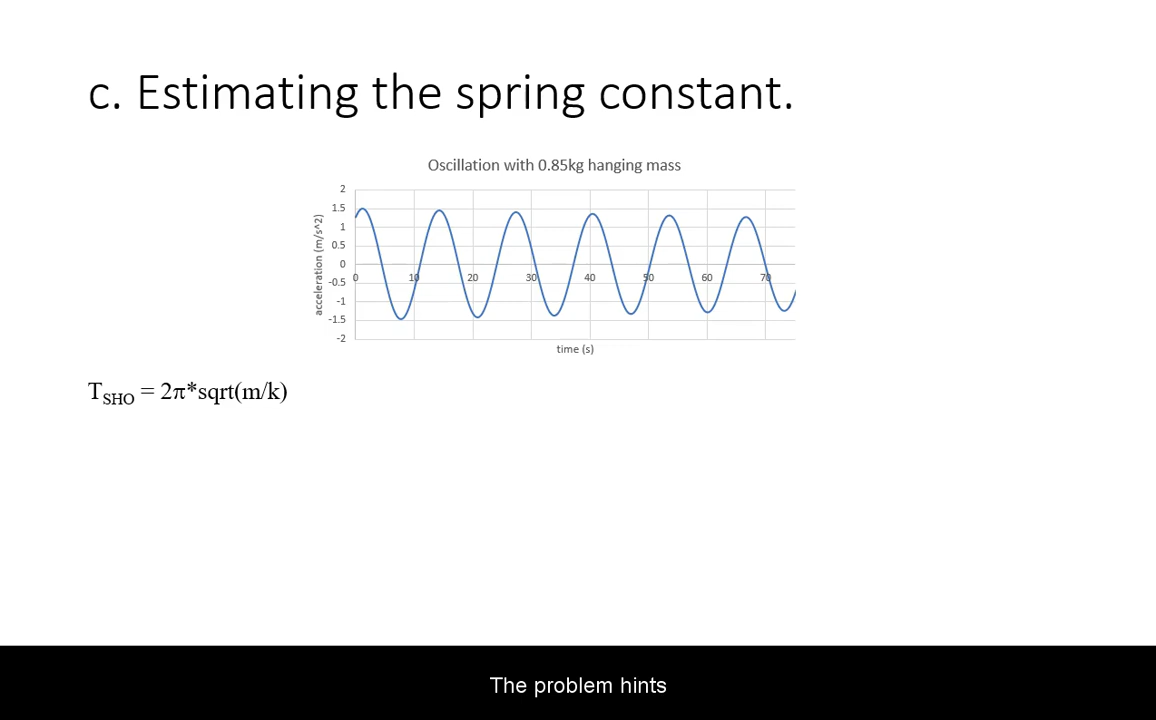 c. Estimating the spring constant.
Oscillation with 0.85kg hanging mass
2
1.5
1
0.5
0
-0.5
-1
-1.5
-2
acceleration (m/s^2)
0 10 20 30 40 50 60 70
time (s)
TSHO = 2π*sqrt(m/k)
The problem hints